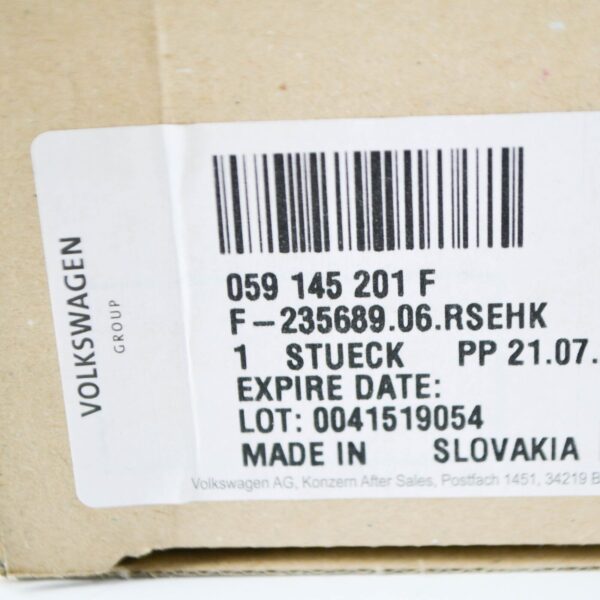 VOLKSWAGEN
GROUP
059 145 201 F
F-235689.06.RSEHK
1 STUECK PP 21.07.
EXPIRE DATE:
LOT: 0041519054
MADE IN SLOVAKIA
Volkswagen AG, Konzern After Sales, Postfach 1451, 34219 B